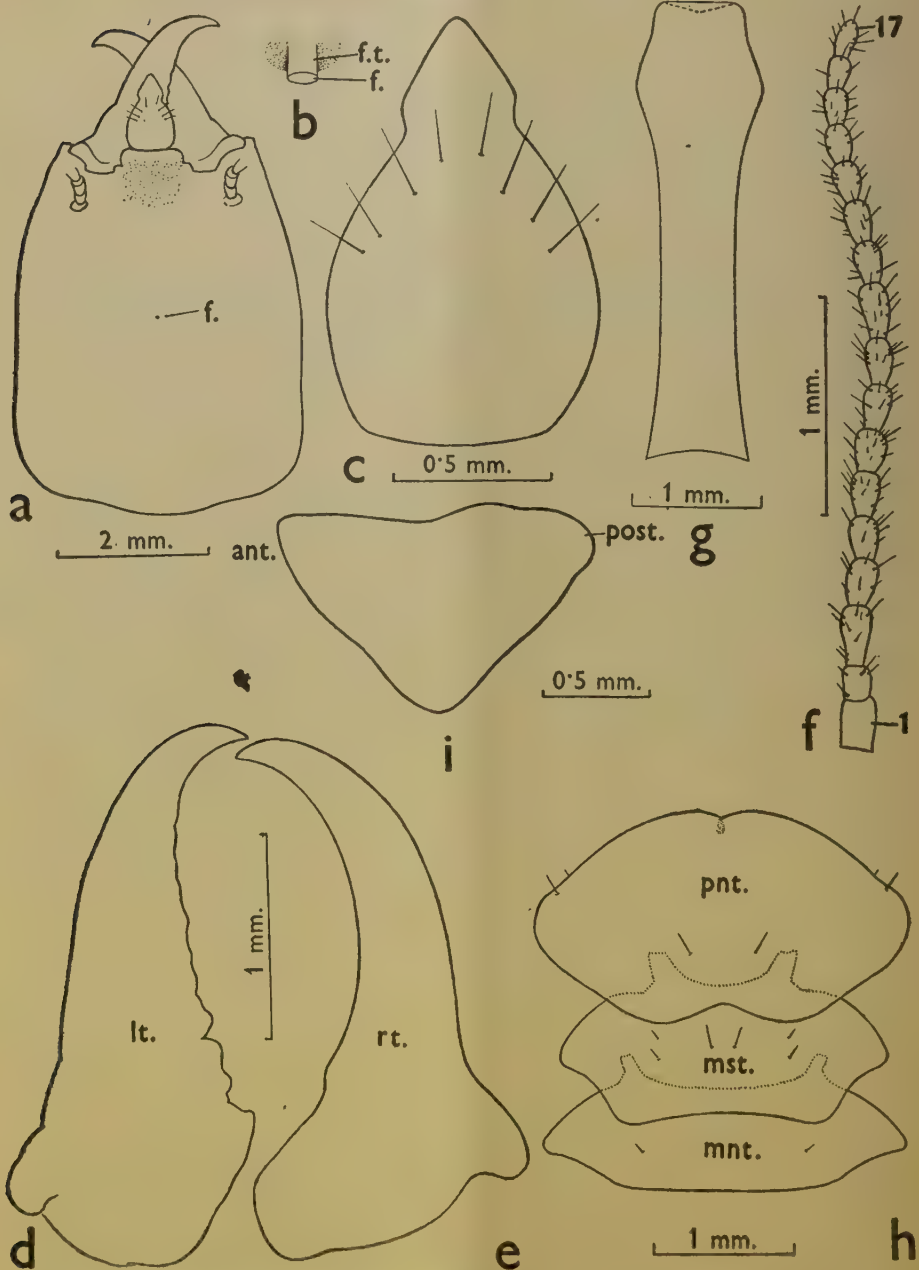 17
f.t.
f.
b
f.
a
2 mm.
c
0·5 mm.
1 mm.
g
1 mm.
ant.
post.
i
0·5 mm.
f
1
lt.
1 mm.
rt.
d
e
pnt.
mst.
mnt.
1 mm.
h